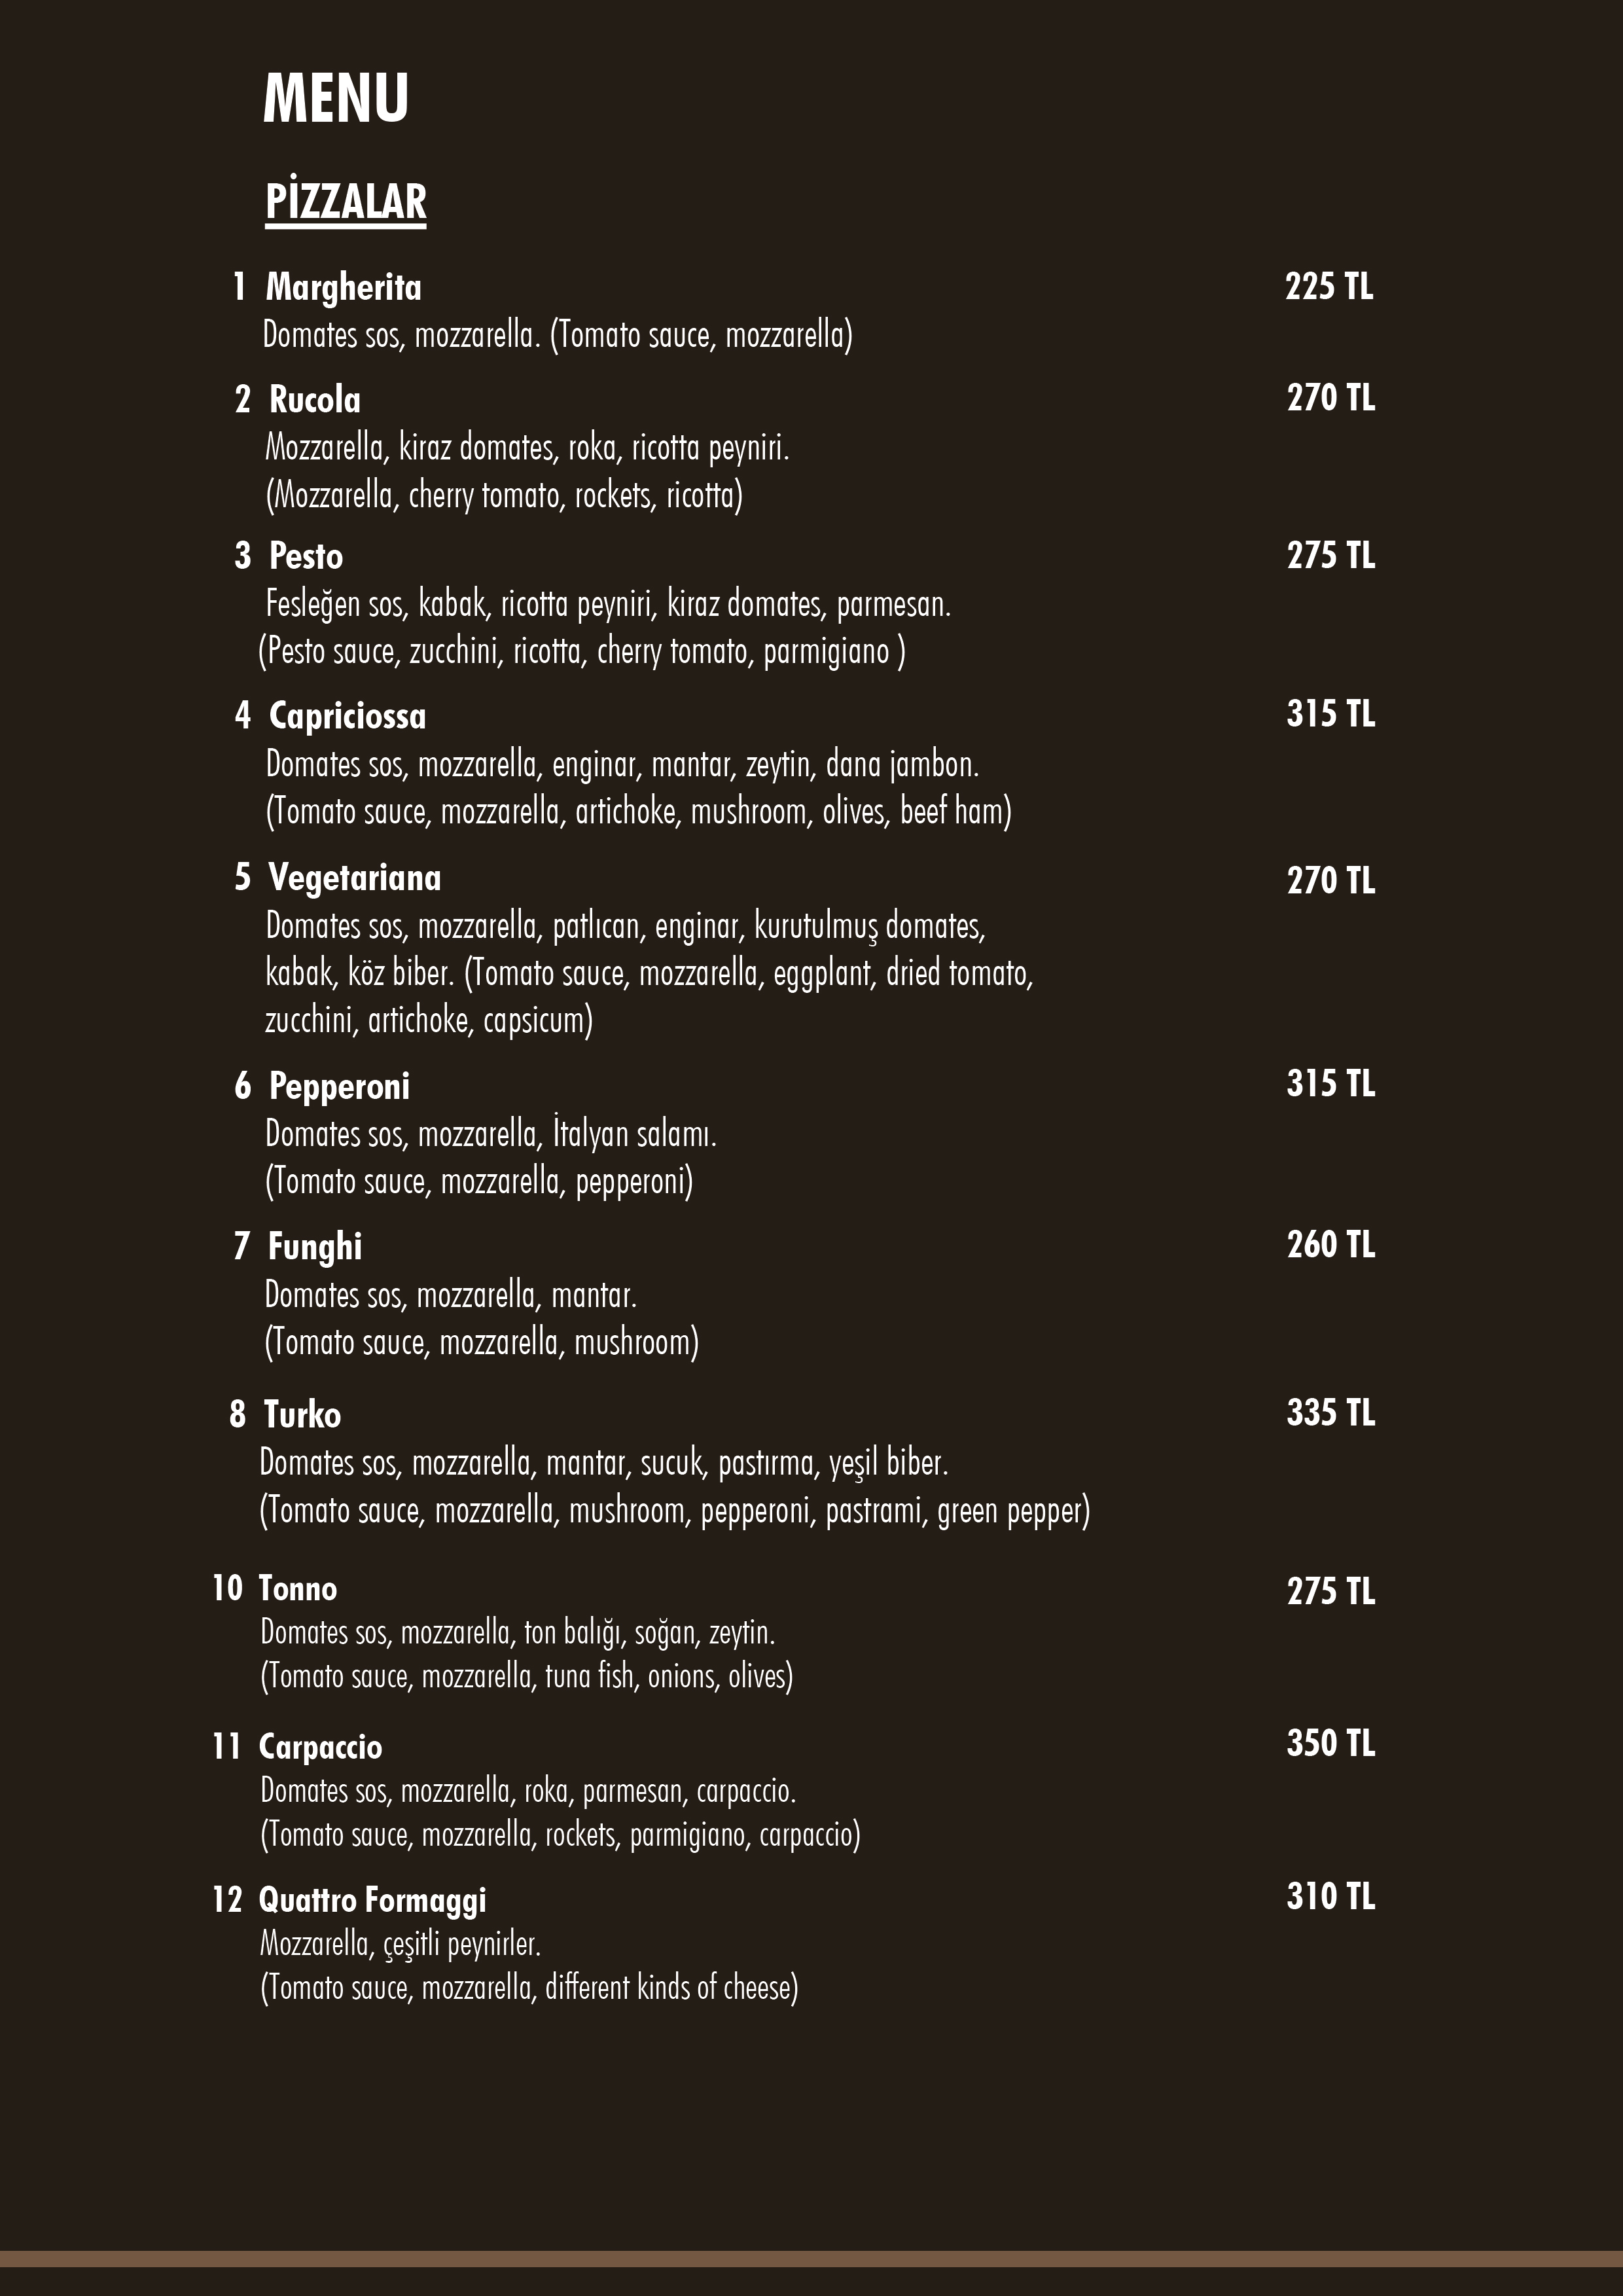 MENU
PİZZALAR
1 Margherita 225 TL
Domates sos, mozzarella. (Tomato sauce, mozzarella)
2 Rucola 270 TL
Mozzarella, kiraz domates, roka, ricotta peyniri.
(Mozzarella, cherry tomato, rockets, ricotta)
3 Pesto 275 TL
Fesleğen sos, kabak, ricotta peyniri, kiraz domates, parmesan.
(Pesto sauce, zucchini, ricotta, cherry tomato, parmigiano )
4 Capriciossa 315 TL
Domates sos, mozzarella, enginar, mantar, zeytin, dana jambon.
(Tomato sauce, mozzarella, artichoke, mushroom, olives, beef ham)
5 Vegetariana 270 TL
Domates sos, mozzarella, patlıcan, enginar, kurutulmuş domates,
kabak, köz biber. (Tomato sauce, mozzarella, eggplant, dried tomato,
zucchini, artichoke, capsicum)
6 Pepperoni 315 TL
Domates sos, mozzarella, İtalyan salamı.
(Tomato sauce, mozzarella, pepperoni)
7 Funghi 260 TL
Domates sos, mozzarella, mantar.
(Tomato sauce, mozzarella, mushroom)
8 Turko 335 TL
Domates sos, mozzarella, mantar, sucuk, pastırma, yeşil biber.
(Tomato sauce, mozzarella, mushroom, pepperoni, pastrami, green pepper)
10 Tonno 275 TL
Domates sos, mozzarella, ton balığı, soğan, zeytin.
(Tomato sauce, mozzarella, tuna fish, onions, olives)
11 Carpaccio 350 TL
Domates sos, mozzarella, roka, parmesan, carpaccio.
(Tomato sauce, mozzarella, rockets, parmigiano, carpaccio)
12 Quattro Formaggi 310 TL
Mozzarella, çeşitli peynirler.
(Tomato sauce, mozzarella, different kinds of cheese)